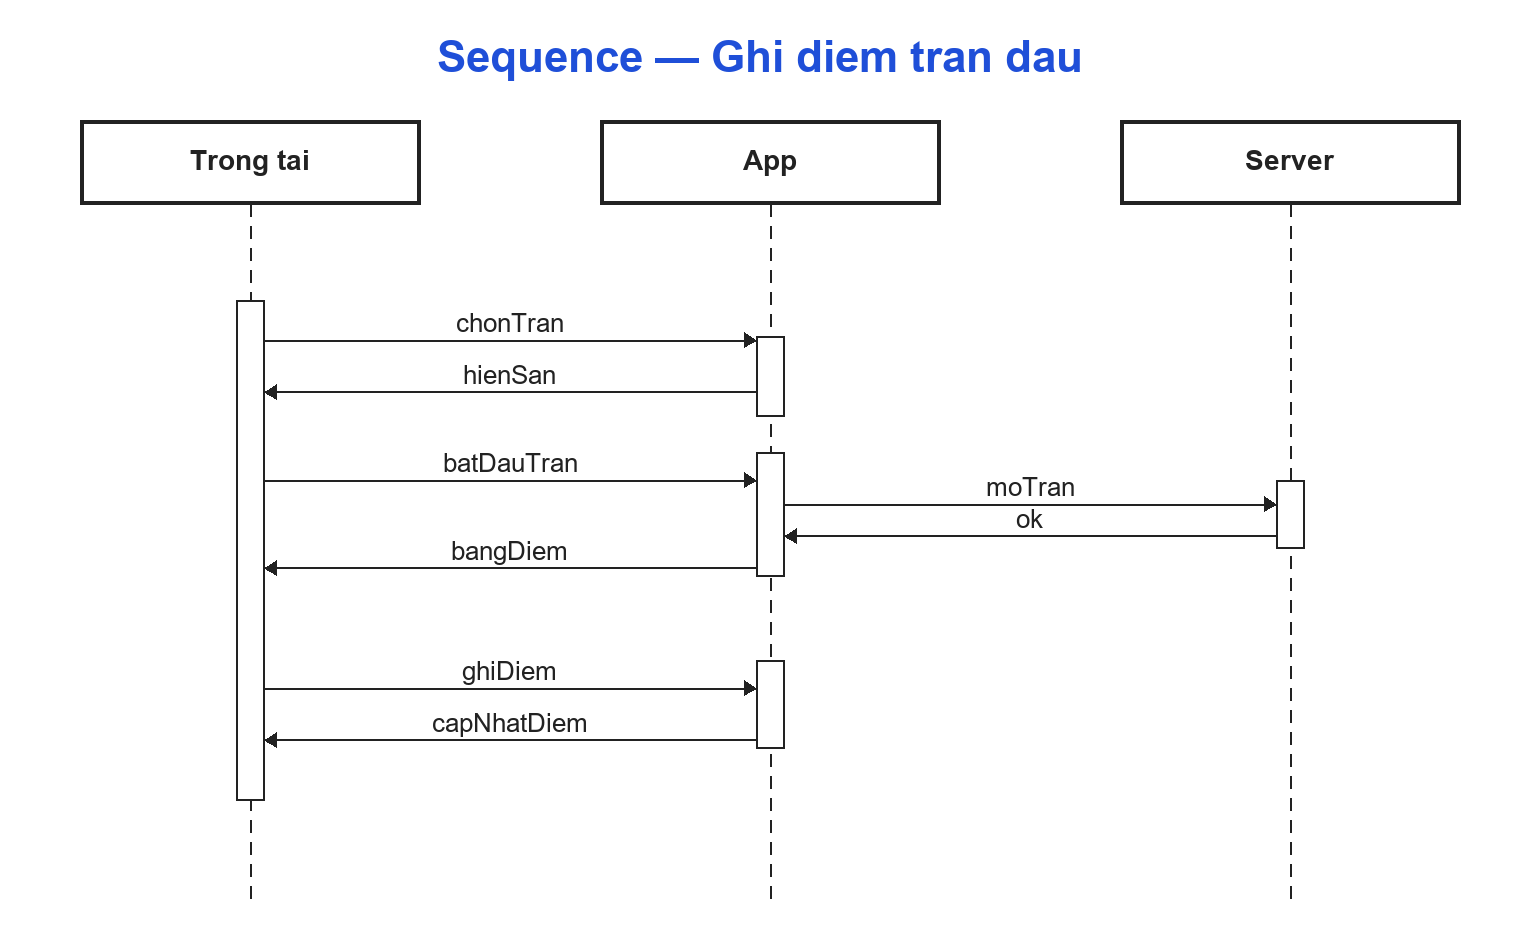 Sequence — Ghi diem tran dau
Trong tai
App
Server
chonTran
hienSan
batDauTran
moTran
ok
bangDiem
ghiDiem
capNhatDiem